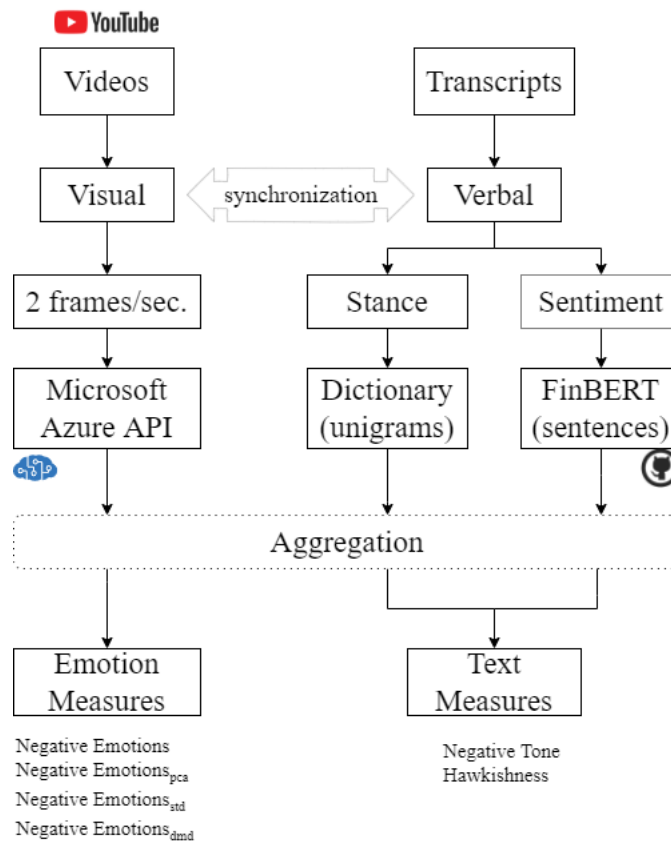 YouTube
Videos
Transcripts
Visual
synchronization
Verbal
2 frames/sec.
Stance
Sentiment
Microsoft
Azure API
Dictionary
(unigrams)
FinBERT
(sentences)
Aggregation
Emotion
Measures
Text
Measures
Negative Emotions
Negative Emotionspca
Negative Emotionsstd
Negative Emotionsdmd
Negative Tone
Hawkishness